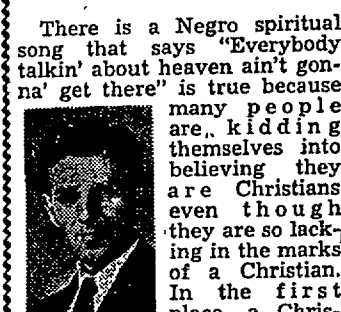 There is a Negro spiritual
song that says "Everybody
talkin' about heaven ain't gon-
na' get there" is true because
many people
are,, kidding
themselves into
believing they
are Christians
even though
they are so lack-
ing in the marks
of a Christian.
In the first
place, a Chris-